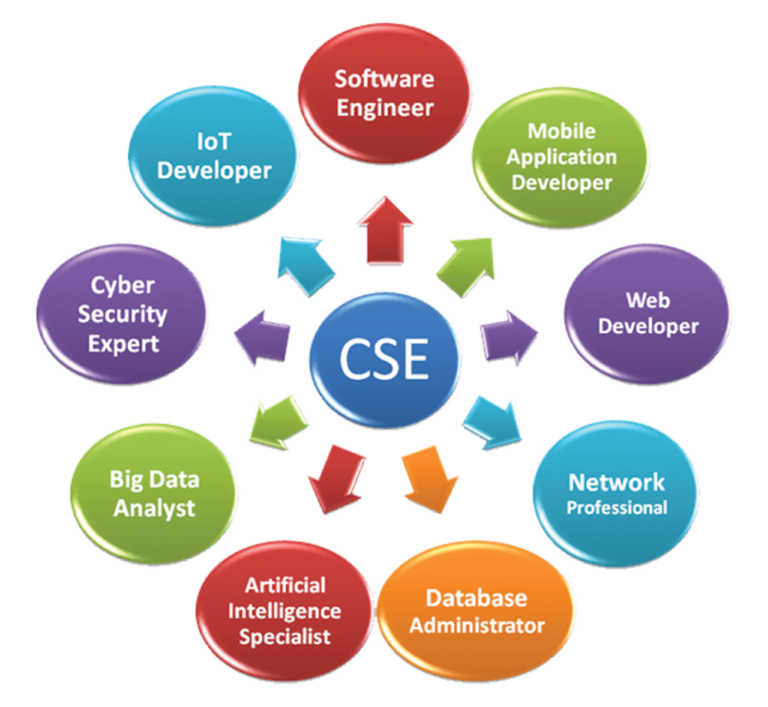 Software
Engineer
Mobile
Application
Developer
Web
Developer
Network
Professional
Database
Administrator
Artificial
Intelligence
Specialist
Big Data
Analyst
Cyber
Security
Expert
IoT
Developer
CSE